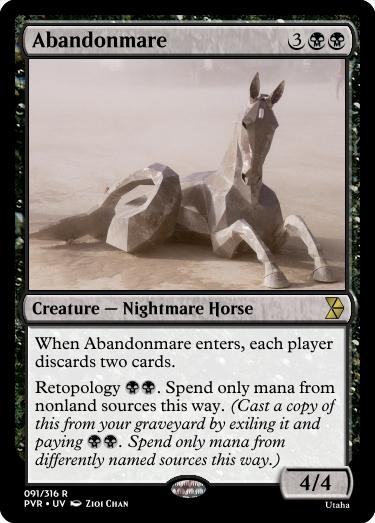 Abandonmare 3
Creature — Nightmare Horse
When Abandonmare enters, each player
discards two cards.
Retopology . Spend only mana from
nonland sources this way. (Cast a copy of
this from your graveyard by exiling it and
paying . Spend only mana from
differently named sources this way.)
4/4
091/316 R
PVR • UV Zioi Chan
Utaha